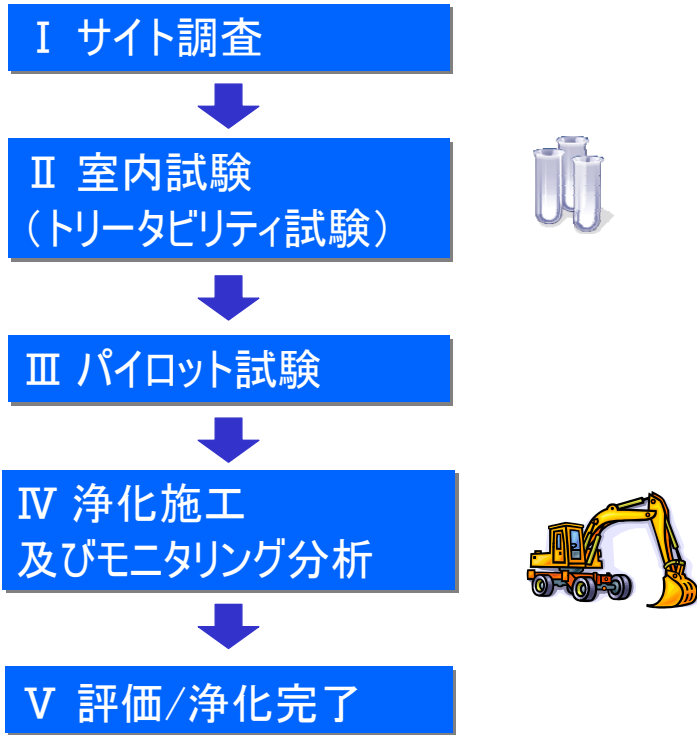 Ⅰ サイト調査
Ⅱ 室内試験
（トリータビリティ試験）
Ⅲ パイロット試験
Ⅳ 浄化施工
及びモニタリング分析
Ⅴ 評価/浄化完了